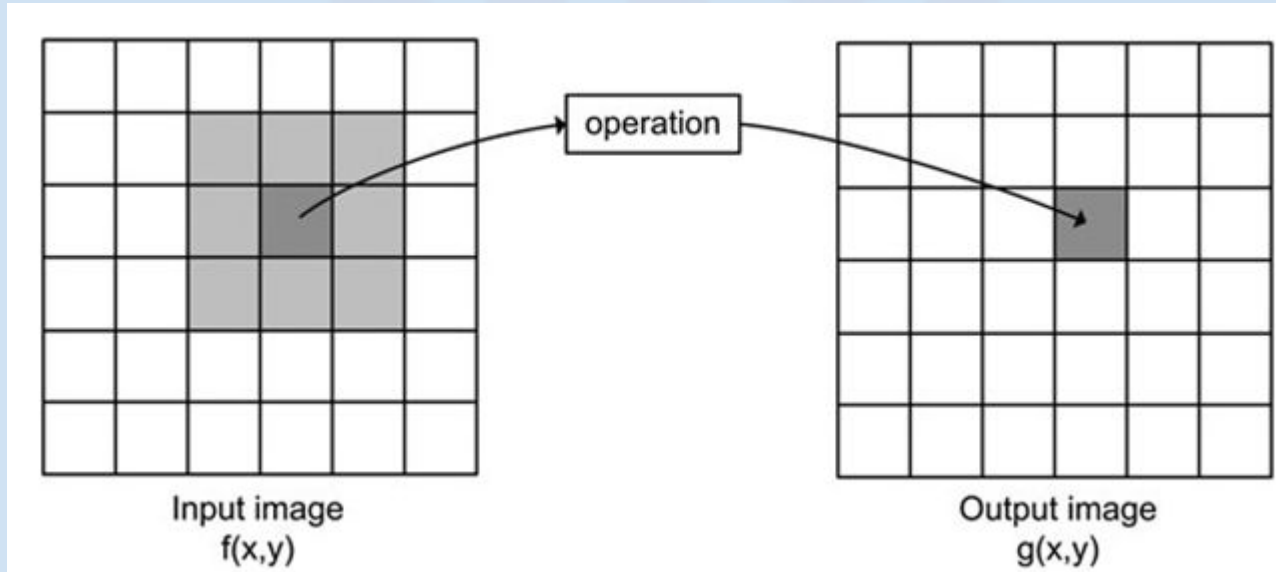 operation
Input image
f(x,y)
Output image
g(x,y)